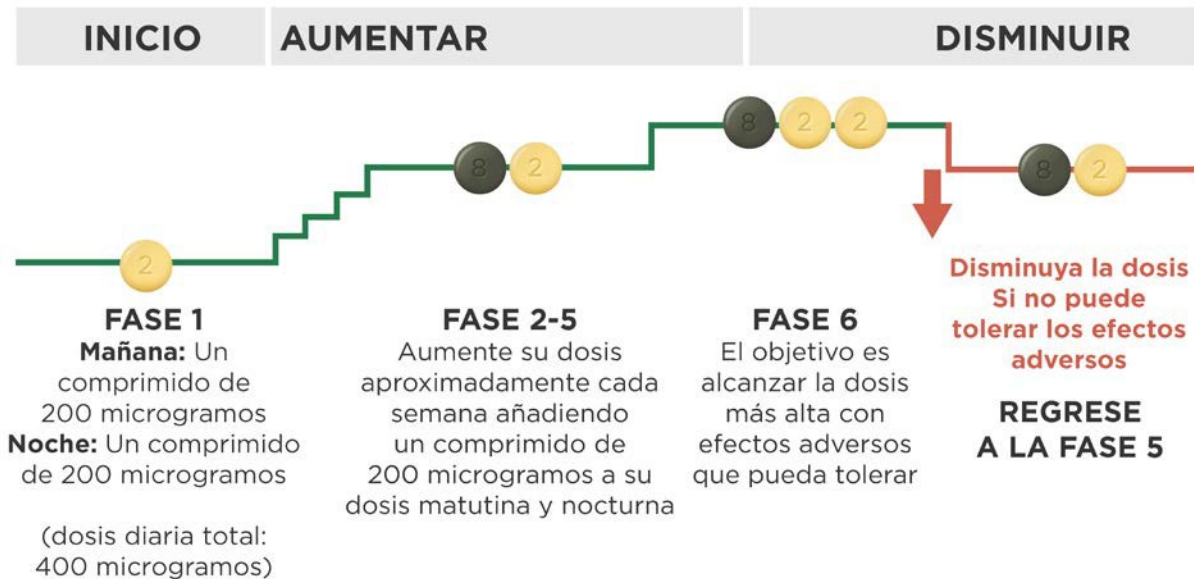 INICIO
AUMENTAR
DISMINUIR
2
8 2
8 2 2
8 2
FASE 1
Mañana: Un
comprimido de
200 microgramos
Noche: Un comprimido
de 200 microgramos
(dosis diaria total:
400 microgramos)
FASE 2-5
Aumente su dosis
aproximadamente cada
semana añadiendo
un comprimido de
200 microgramos a su
dosis matutina y nocturna
FASE 6
El objetivo es
alcanzar la dosis
más alta con
efectos adversos
que pueda tolerar
Disminuya la dosis
Si no puede
tolerar los efectos
adversos
REGRESE
A LA FASE 5